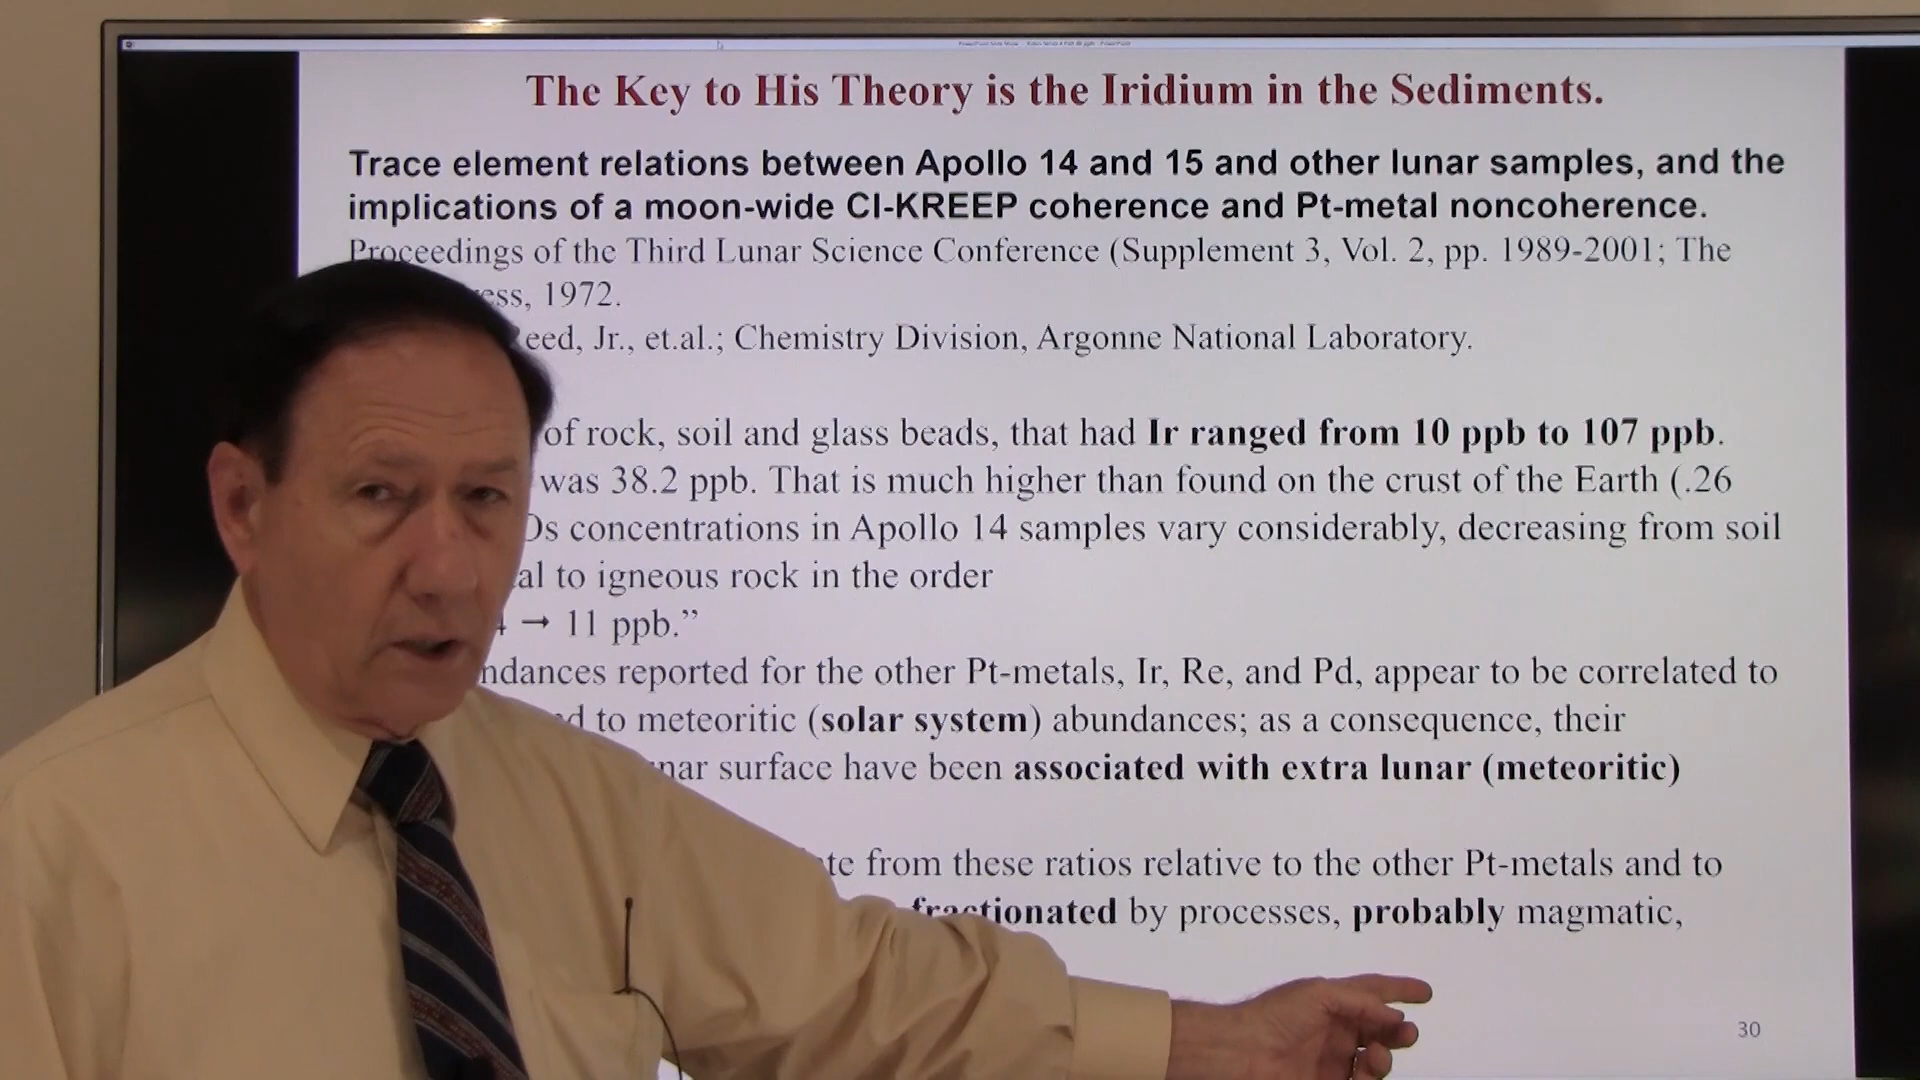 The Key to His Theory is the Iridium in the Sediments.
Trace element relations between Apollo 14 and 15 and other lunar samples, and the
implications of a moon-wide CI-KREEP coherence and Pt-metal noncoherence.
Proceedings of the Third Lunar Science Conference (Supplement 3, Vol. 2, pp. 1989-2001; The
ess, 1972.
eed, Jr., et.al.; Chemistry Division, Argonne National Laboratory.
of rock, soil and glass beads, that had Ir ranged from 10 ppb to 107 ppb.
was 38.2 ppb. That is much higher than found on the crust of the Earth (.26
Os concentrations in Apollo 14 samples vary considerably, decreasing from soil
al to igneous rock in the order
→ 11 ppb.”
ndances reported for the other Pt-metals, Ir, Re, and Pd, appear to be correlated to
to meteoritic (solar system) abundances; as a consequence, their
nar surface have been associated with extra lunar (meteoritic)
te from these ratios relative to the other Pt-metals and to
fractionated by processes, probably magmatic,
30